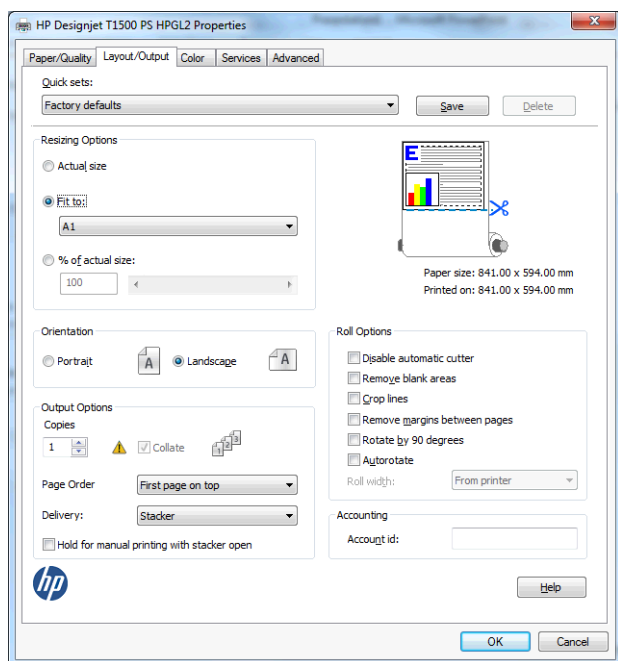 HP Designjet T1500 PS HPGL2 Properties
Paper/Quality Layout/Output Color Services Advanced
Quick sets:
Factory defaults Save Delete
Resizing Options
Actual size
Fit to:
A1
% of actual size:
100
E
Paper size: 841.00 x 594.00 mm
Printed on: 841.00 x 594.00 mm
Orientation
Portrait A Landscape A
Roll Options
Disable automatic cutter
Remove blank areas
Crop lines
Remove margins between pages
Rotate by 90 degrees
Autorotate
Roll width: From printer
Output Options
Copies
1 Collate 1 2 3
Page Order First page on top
Delivery: Stacker
Hold for manual printing with stacker open
Accounting
Account id:
hp
Help
OK Cancel